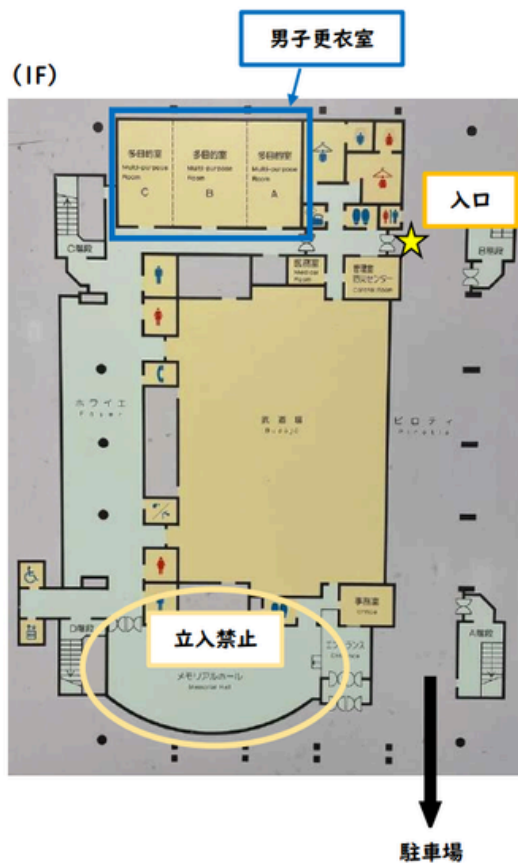 男子更衣室
(1F)
多目的室
Multi-purpose
Room
C
多目的室
Multi-purpose
Room
B
多目的室
Multi-purpose
Room
A
入口
C階段
B階段
医務室
Medical
Room
管理室
防災センター
Control Room
ホワイエ
Foyer
武道場
Budojo
ピロティ
事務室
Office
D階段
立入禁止
エントランス
Entrance
A階段
メモリアルホール
Memorial Hall
駐車場